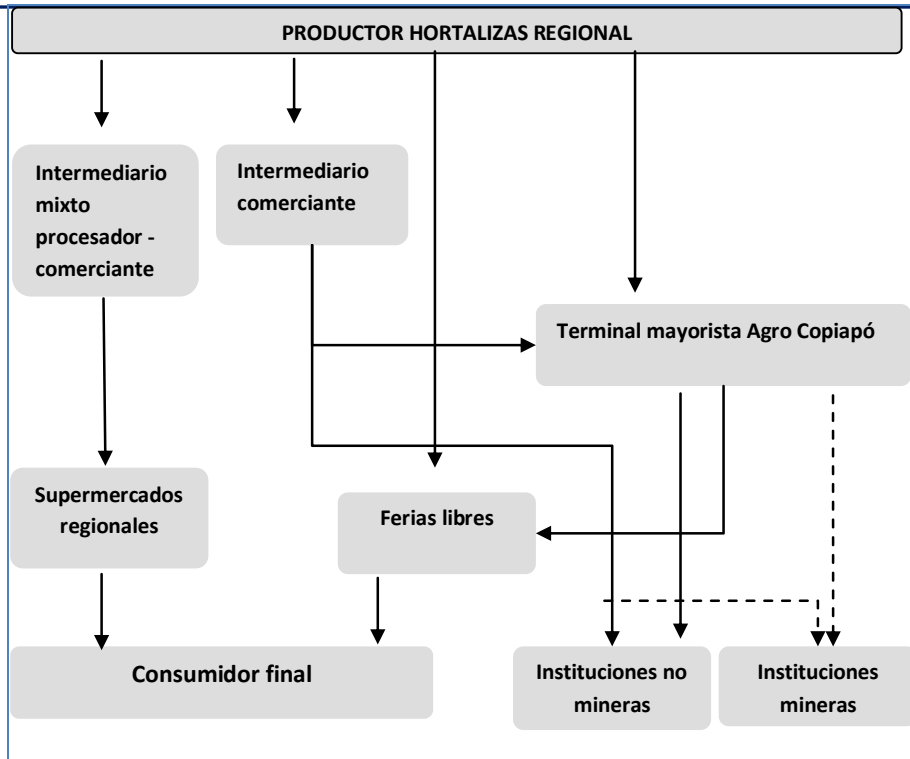 PRODUCTOR HORTALIZAS REGIONAL
Intermediario
mixto
procesador -
comerciante
Intermediario
comerciante
Terminal mayorista Agro Copiapó
Supermercados
regionales
Ferias libres
Consumidor final
Instituciones no
mineras
Instituciones
mineras